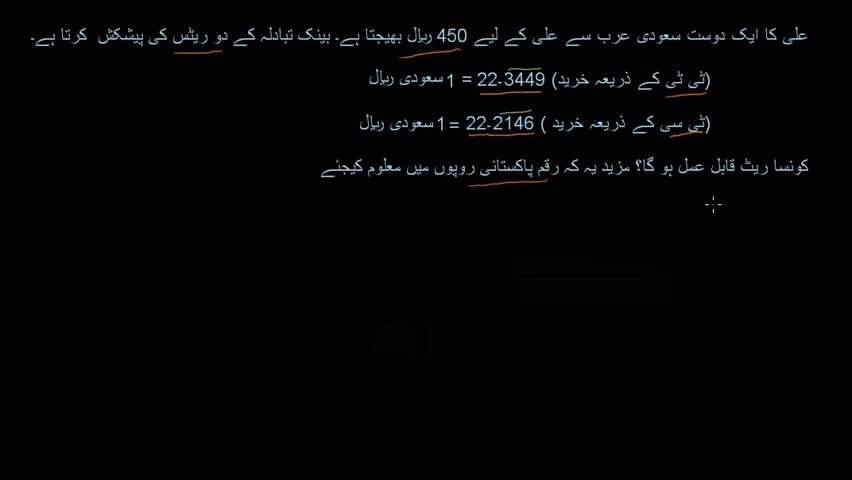 علی کا ایک دوست سعودی عرب سے علی کے لیے 450 ریال بھیجتا ہے۔ بینک تبادلہ کے دو ریٹس کی پیشکش کرتا ہے۔
(ٹی ٹی کے ذریعہ خرید) 22۔3449 = 1 سعودی ریال
(ٹی سی کے ذریعہ خرید ) 22۔2146 = 1 سعودی ریال
کونسا ریٹ قابل عمل ہو گا؟ مزید یہ کہ رقم پاکستانی روپوں میں معلوم کیجئے